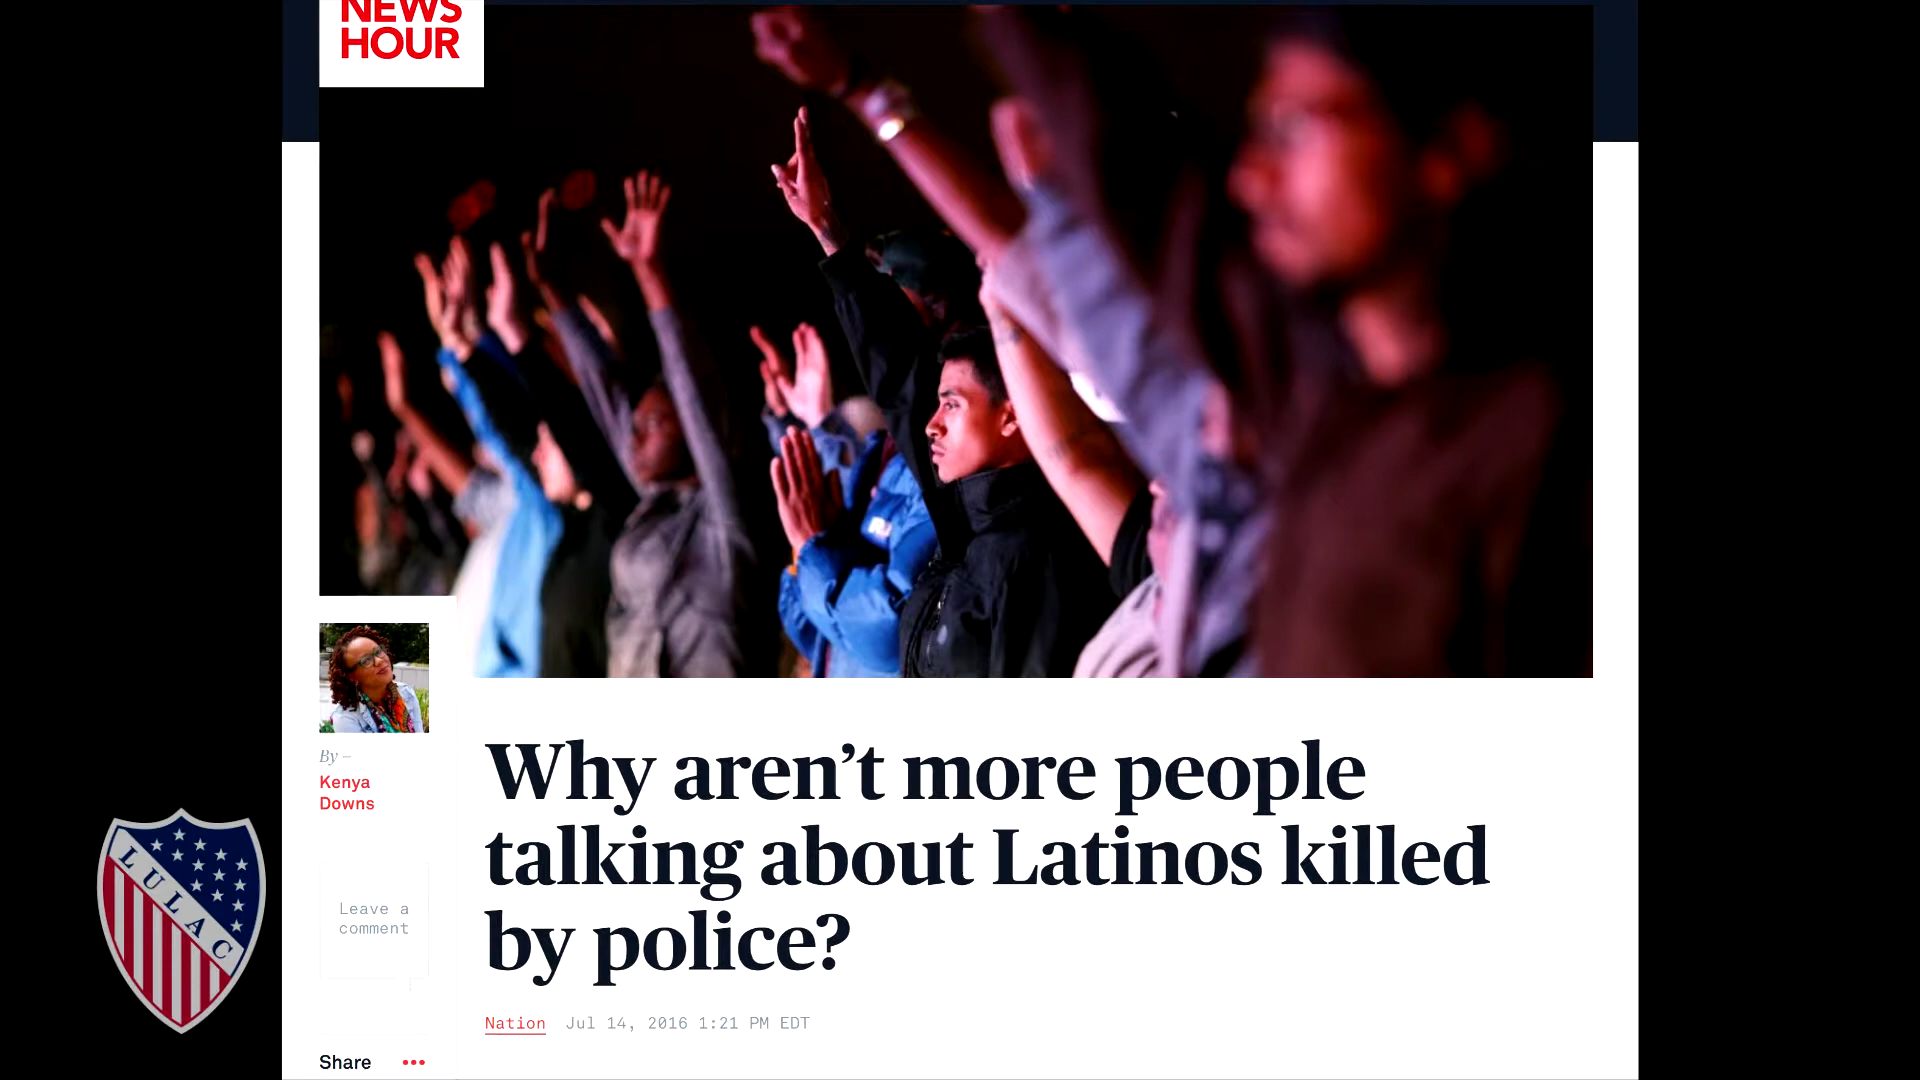 NEWS
HOUR
By —
Kenya
Downs
Leave a
comment
Share
Why aren’t more people
talking about Latinos killed
by police?
Nation Jul 14, 2016 1:21 PM EDT
LULAC